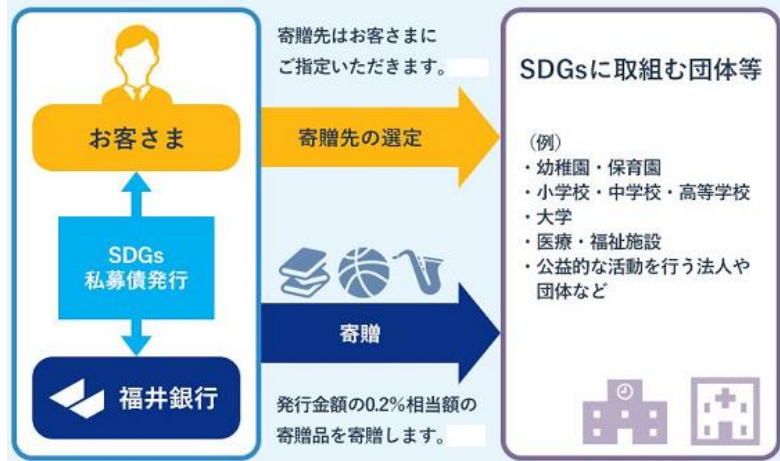 お客さま
SDGs
私募債発行
福井銀行
寄贈先はお客さまに
ご指定いただきます。
寄贈先の選定
寄贈
発行金額の0.2%相当額の
寄贈品を寄贈します。
SDGsに取組む団体等
（例）
・幼稚園・保育園
・小学校・中学校・高等学校
・大学
・医療・福祉施設
・公益的な活動を行う法人や
団体など